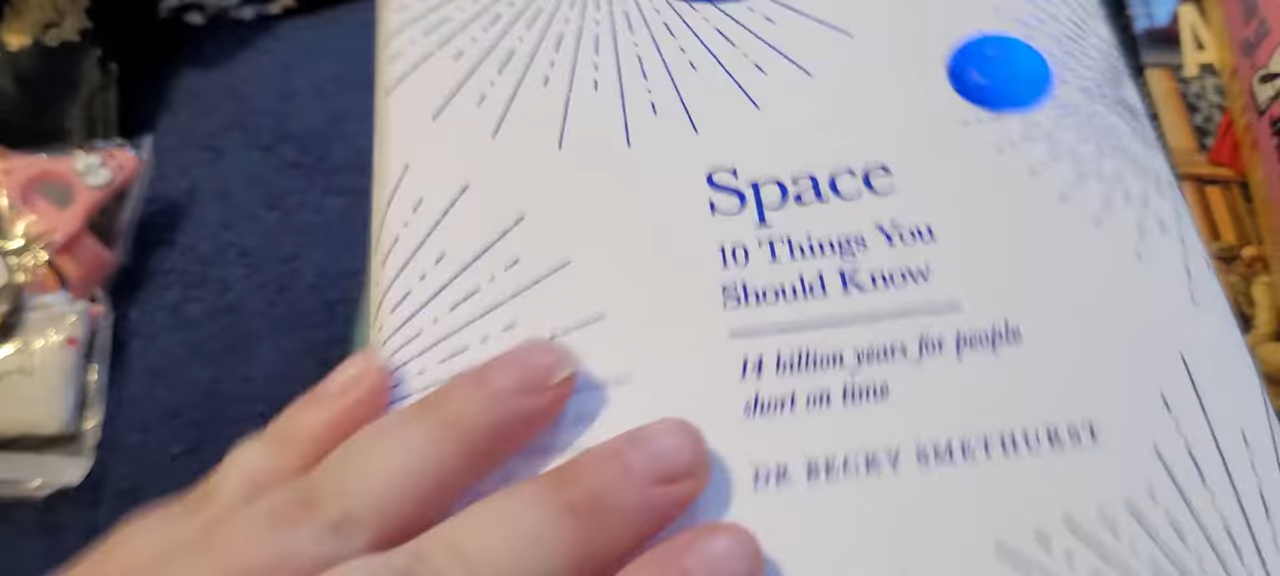 Space
10 Things You
Should Know
14 billion years for people
short on time
DR BECKY SMETHURST
A